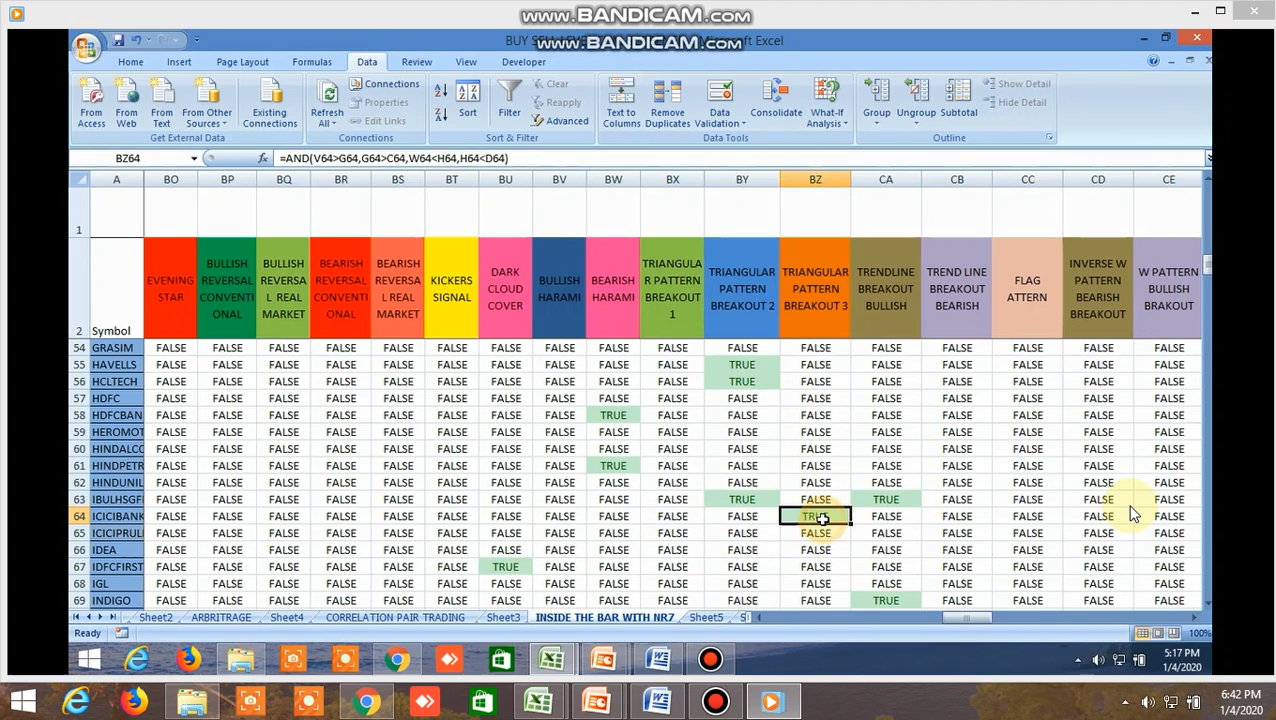 www.BANDICAM.com
www.BANDICAM.com
Microsoft Excel
Home Insert Page Layout Formulas Data Review View Developer
From Access
From Web
From Text
From Other Sources
Existing Connections
Get External Data
Refresh All
Connections
Properties
Edit Links
Connections
Sort
Filter
Clear
Reapply
Advanced
Sort & Filter
Text to Columns
Remove Duplicates
Data Validation
Consolidate
What-If Analysis
Data Tools
Group
Ungroup
Subtotal
Show Detail
Hide Detail
Outline
BZ64 fx =AND(V64>G64,G64>C64,W64<H64,H64<D64)
A BO BP BQ BR BS BT BU BV BW BX BY BZ CA CB CC CD CE
1
2 Symbol
EVENING STAR
BULLISH REVERSAL CONVENTI ONAL
BULLISH REVERSA L REAL MARKET
BEARISH REVERSAL CONVENTI ONAL
BEARISH REVERSA L REAL MARKET
KICKERS SIGNAL
DARK CLOUD COVER
BULLISH HARAMI
BEARISH HARAMI
TRIANGULA R PATTERN BREAKOUT 1
TRIANGULAR PATTERN BREAKOUT 2
TRIANGULAR PATTERN BREAKOUT 3
TRENDLINE BREAKOUT BULLISH
TREND LINE BREAKOUT BEARISH
FLAG ATTERN
INVERSE W PATTERN BEARISH BREAKOUT
W PATTERN BULLISH BRAKOUT
54 GRASIM FALSE FALSE FALSE FALSE FALSE FALSE FALSE FALSE FALSE FALSE FALSE FALSE FALSE FALSE FALSE FALSE FALSE
55 HAVELLS FALSE FALSE FALSE FALSE FALSE FALSE FALSE FALSE FALSE FALSE TRUE FALSE FALSE FALSE FALSE FALSE FALSE
56 HCLTECH FALSE FALSE FALSE FALSE FALSE FALSE FALSE FALSE FALSE FALSE TRUE FALSE FALSE FALSE FALSE FALSE FALSE
57 HDFC FALSE FALSE FALSE FALSE FALSE FALSE FALSE FALSE FALSE FALSE FALSE FALSE FALSE FALSE FALSE FALSE FALSE
58 HDFCBAN FALSE FALSE FALSE FALSE FALSE FALSE FALSE FALSE TRUE FALSE FALSE FALSE FALSE FALSE FALSE FALSE FALSE
59 HEROMOT FALSE FALSE FALSE FALSE FALSE FALSE FALSE FALSE FALSE FALSE FALSE FALSE FALSE FALSE FALSE FALSE FALSE
60 HINDALCO FALSE FALSE FALSE FALSE FALSE FALSE FALSE FALSE FALSE FALSE FALSE FALSE FALSE FALSE FALSE FALSE FALSE
61 HINDPETR FALSE FALSE FALSE FALSE FALSE FALSE FALSE FALSE TRUE FALSE FALSE FALSE FALSE FALSE FALSE FALSE FALSE
62 HINDUNIL FALSE FALSE FALSE FALSE FALSE FALSE FALSE FALSE FALSE FALSE FALSE FALSE FALSE FALSE FALSE FALSE FALSE
63 IBULHSGF FALSE FALSE FALSE FALSE FALSE FALSE FALSE FALSE FALSE FALSE TRUE FALSE TRUE FALSE FALSE FALSE FALSE
64 ICICIBANK FALSE FALSE FALSE FALSE FALSE FALSE FALSE FALSE FALSE FALSE FALSE TRUE FALSE FALSE FALSE FALSE FALSE
65 ICICIPRUL FALSE FALSE FALSE FALSE FALSE FALSE FALSE FALSE FALSE FALSE FALSE FALSE FALSE FALSE FALSE FALSE FALSE
66 IDEA FALSE FALSE FALSE FALSE FALSE FALSE FALSE FALSE FALSE FALSE FALSE FALSE FALSE FALSE FALSE FALSE FALSE
67 IDFCFIRST FALSE FALSE FALSE FALSE FALSE FALSE TRUE FALSE FALSE FALSE FALSE FALSE FALSE FALSE FALSE FALSE FALSE
68 IGL FALSE FALSE FALSE FALSE FALSE FALSE FALSE FALSE FALSE FALSE FALSE FALSE FALSE FALSE FALSE FALSE FALSE
69 INDIGO FALSE FALSE FALSE FALSE FALSE FALSE FALSE FALSE FALSE FALSE FALSE FALSE TRUE FALSE FALSE FALSE FALSE
Sheet2 ARBITRAGE Sheet4 CORRELATION PAIR TRADING Sheet3 INSIDE THE BAR WITH NR7 Sheet5
Ready 100%
5:17 PM
1/4/2020
6:42 PM
1/4/2020